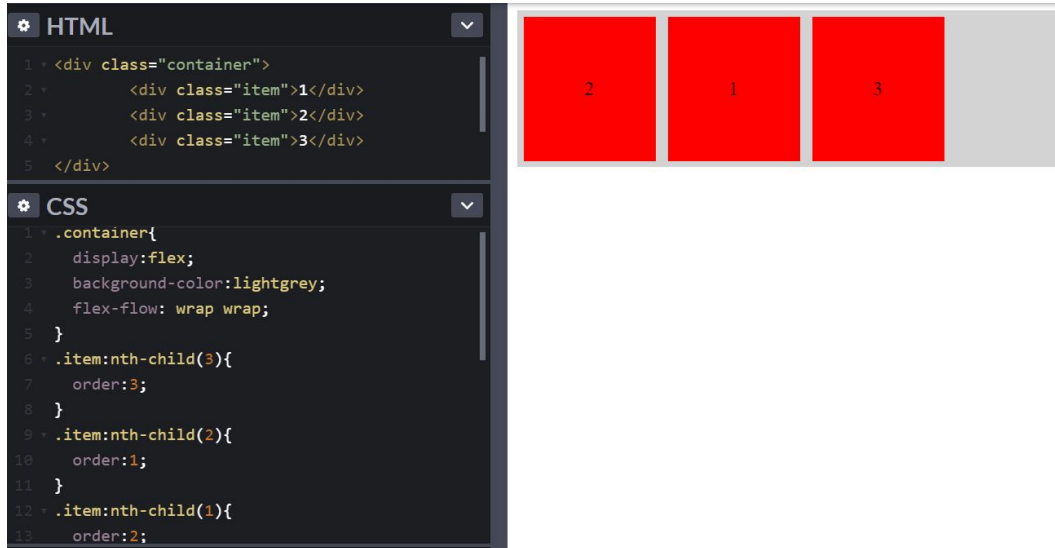 HTML
1 <div class="container">
2 <div class="item">1</div>
3 <div class="item">2</div>
4 <div class="item">3</div>
5 </div>
CSS
1 .container{
2 display:flex;
3 background-color:lightgrey;
4 flex-flow: wrap wrap;
5 }
6 .item:nth-child(3){
7 order:3;
8 }
9 .item:nth-child(2){
10 order:1;
11 }
12 .item:nth-child(1){
13 order:2;
2 1 3